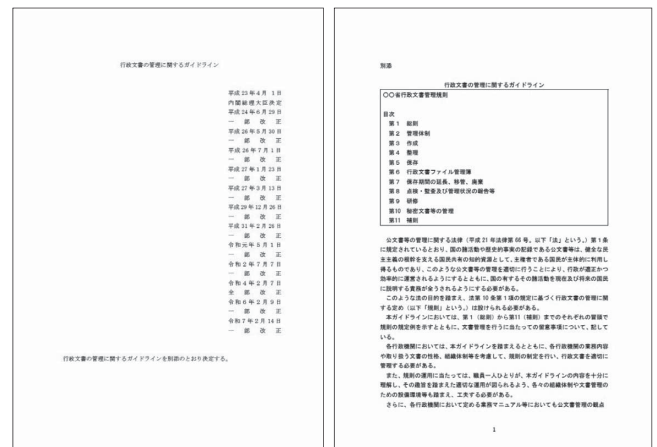 行政文書の管理に関するガイドライン
平成23年4月1日
内閣総理大臣決定
平成24年6月29日
一部改正
平成26年5月30日
一部改正
平成26年7月1日
一部改正
平成27年1月23日
一部改正
平成27年3月13日
一部改正
平成29年12月26日
一部改正
平成31年2月26日
一部改正
令和元年5月1日
一部改正
令和2年7月7日
一部改正
令和4年2月7日
全部改正
令和6年2月9日
一部改正
令和7年2月14日
一部改正
行政文書の管理に関するガイドラインを別添のとおり決定する。
別添
行政文書の管理に関するガイドライン
○○省行政文書管理規則
目次
第1 総則
第2 管理体制
第3 作成
第4 整理
第5 保存
第6 行政文書ファイル管理簿
第7 保存期間の延長、移管、廃棄
第8 点検・監査及び管理状況の報告等
第9 研修
第10 秘密文書等の管理
第11 補則
公文書等の管理に関する法律(平成21年法律第66号。以下「法」という。)第1条
に規定されているとおり、国の諸活動や歴史的事実の記録である公文書等は、健全な民
主主義の根幹を支える国民共有の知的資源として、主権者である国民が主体的に利用し
得るものであり、このような公文書等の管理を適切に行うことにより、行政が適正かつ
効率的に運営されるようにするとともに、国の有するその諸活動を現在及び将来の国民
に説明する責務が全うされるようにする必要がある。
このような法の目的を踏まえ、法第10条第1項の規定に基づく行政文書の管理に関
する定め(以下「規則」という。)は設けられる必要がある。
本ガイドラインにおいては、第1(総則)から第11(補則)までのそれぞれの冒頭で
規則の規定例を示すとともに、文書管理を行うに当たっての留意事項について、記して
いる。
各行政機関においては、本ガイドラインを踏まえるとともに、各行政機関の業務内容
や取り扱う文書の性格、組織体制等を考慮して、規則の制定を行い、行政文書を適切に
管理する必要がある。
また、規則の運用に当たっては、職員一人ひとりが、本ガイドラインの内容を十分に
理解し、その趣旨を踏まえた適切な運用が図られるよう、各々の組織体制や文書管理の
ための設備環境等も踏まえ、工夫する必要がある。
さらに、各行政機関において定める業務マニュアル等においても公文書管理の観点
1